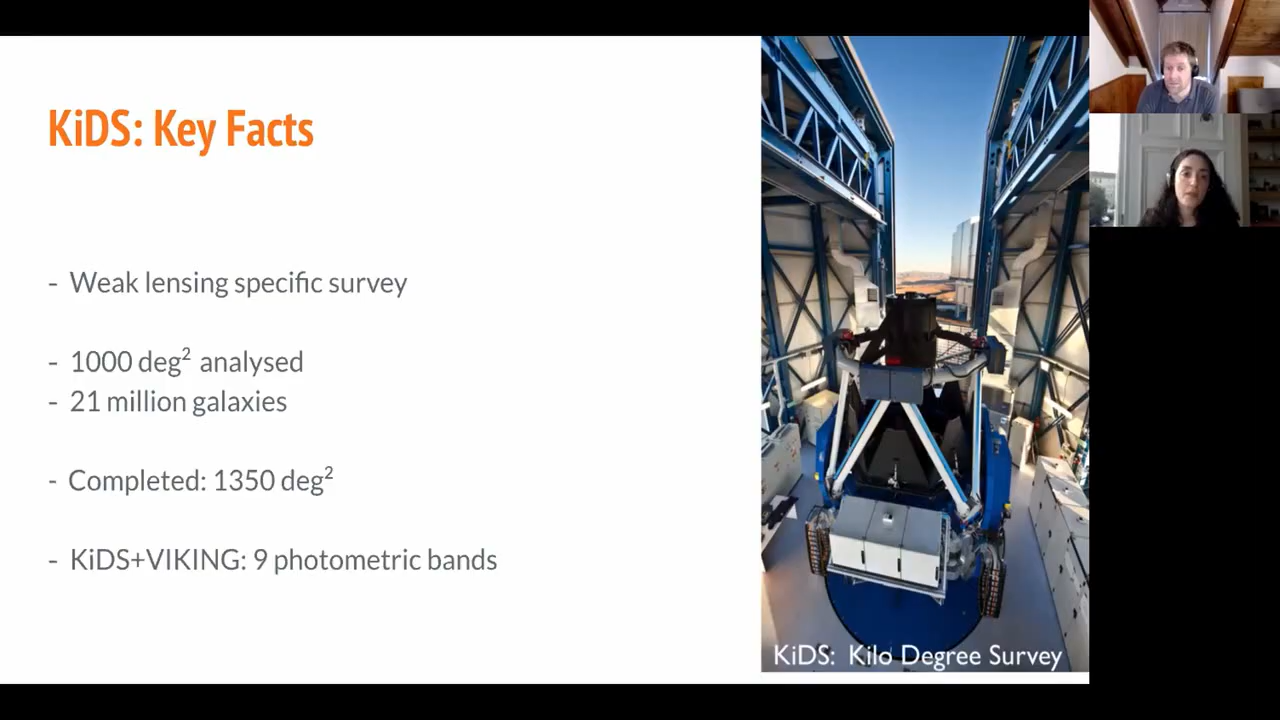 KiDS: Key Facts
- Weak lensing specific survey
- 1000 deg² analysed
- 21 million galaxies
- Completed: 1350 deg²
- KiDS+VIKING: 9 photometric bands
KiDS: Kilo Degree Survey